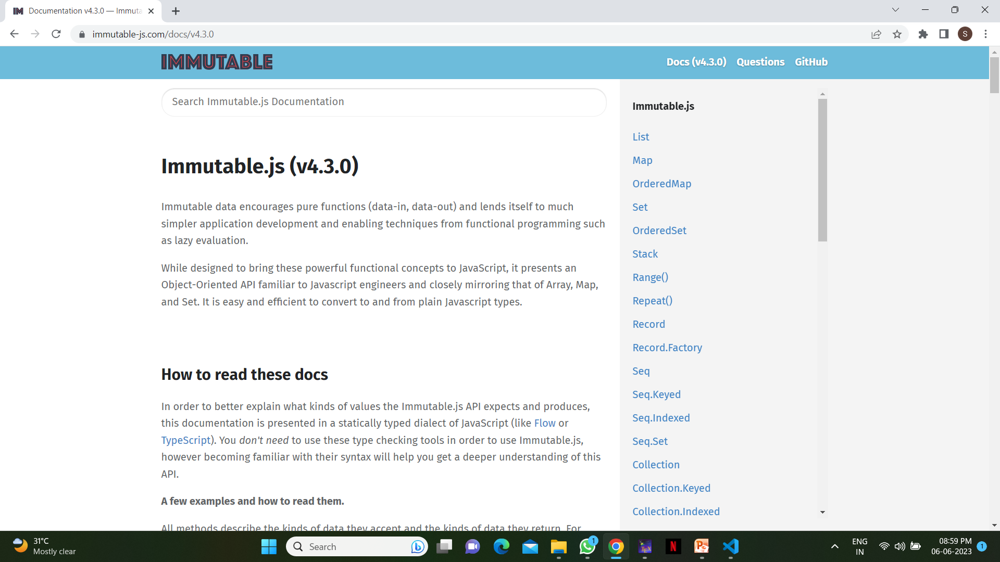 Documentation v4.3.0 — Immuta
immutable-js.com/docs/v4.3.0
S
IMMUTABLE
Docs (v4.3.0) Questions GitHub
Search Immutable.js Documentation
Immutable.js (v4.3.0)
Immutable data encourages pure functions (data-in, data-out) and lends itself to much
simpler application development and enabling techniques from functional programming such
as lazy evaluation.
While designed to bring these powerful functional concepts to JavaScript, it presents an
Object-Oriented API familiar to Javascript engineers and closely mirroring that of Array, Map,
and Set. It is easy and efficient to convert to and from plain Javascript types.
How to read these docs
In order to better explain what kinds of values the Immutable.js API expects and produces,
this documentation is presented in a statically typed dialect of JavaScript (like Flow or
TypeScript). You don't need to use these type checking tools in order to use Immutable.js,
however becoming familiar with their syntax will help you get a deeper understanding of this
API.
A few examples and how to read them.
All methods describe the kinds of data they accept and the kinds of data they return. For
Immutable.js
List
Map
OrderedMap
Set
OrderedSet
Stack
Range()
Repeat()
Record
Record.Factory
Seq
Seq.Keyed
Seq.Indexed
Seq.Set
Collection
Collection.Keyed
Collection.Indexed
31°C
Mostly clear
Search
1
TEX
N
P
ENG
IN
08:59 PM
06-06-2023
1